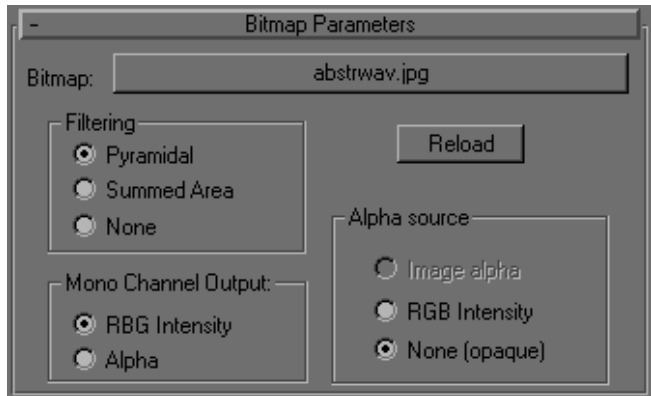 - Bitmap Parameters
Bitmap: abstrwav.jpg
Filtering
Pyramidal
Summed Area
None
Reload
Mono Channel Output:
RBG Intensity
Alpha
Alpha source
Image alpha
RGB Intensity
None (opaque)